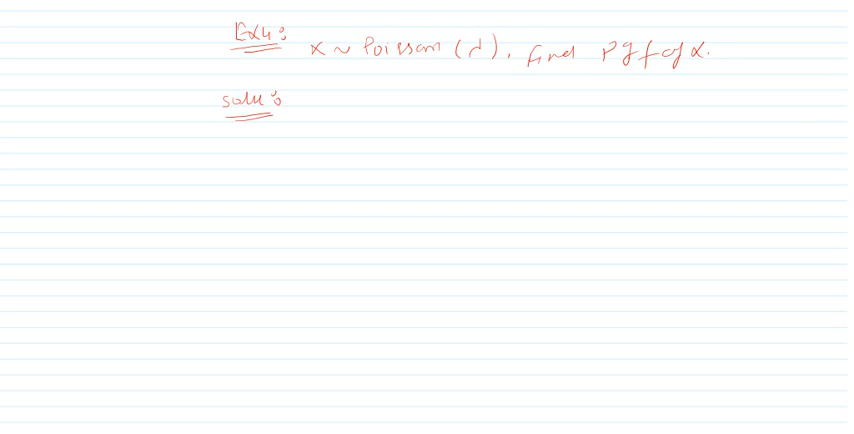 Ex4:
X ~ Poisson (λ), Find Pgf of X.
Soln: